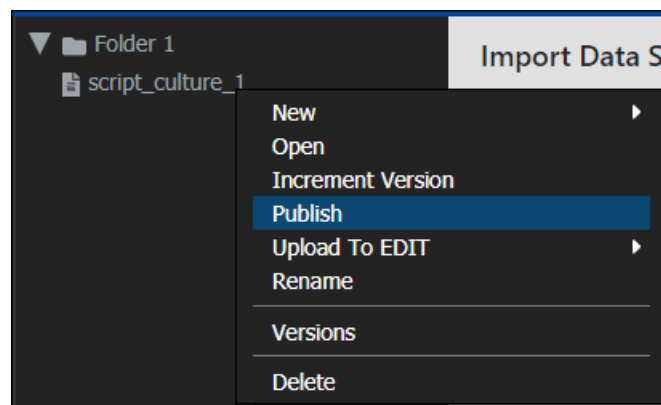 Folder 1
script_culture_1
Import Data S
New
Open
Increment Version
Publish
Upload To EDIT
Rename
Versions
Delete